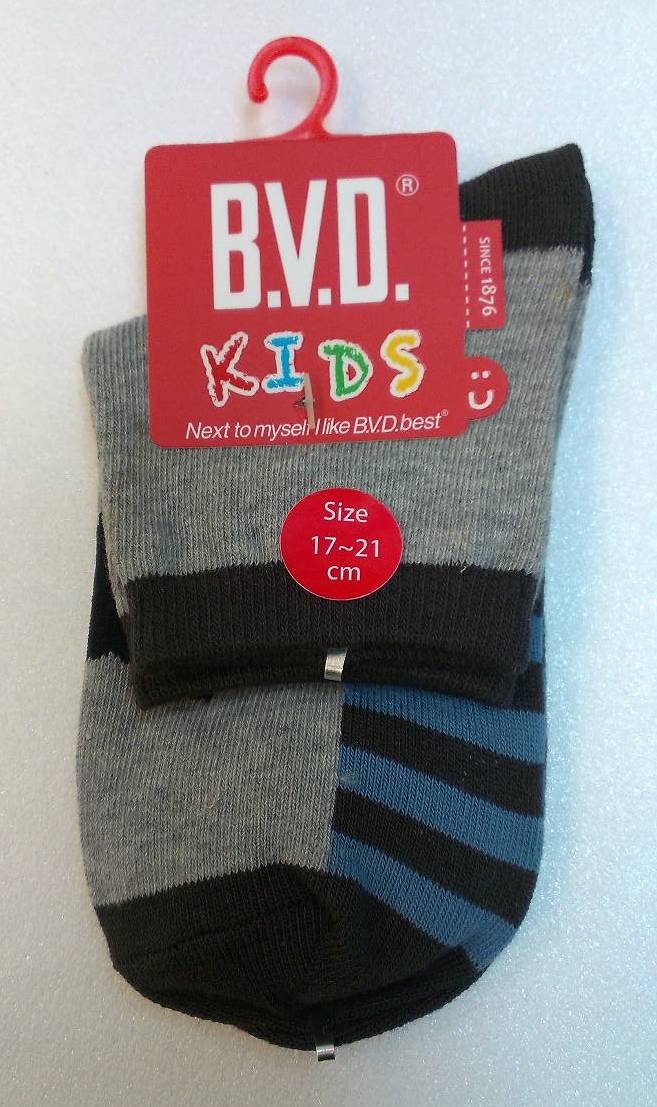 B.V.D.®
SINCE 1876
KIDS
Next to myself I like B.V.D. best®
Size
17~21
cm